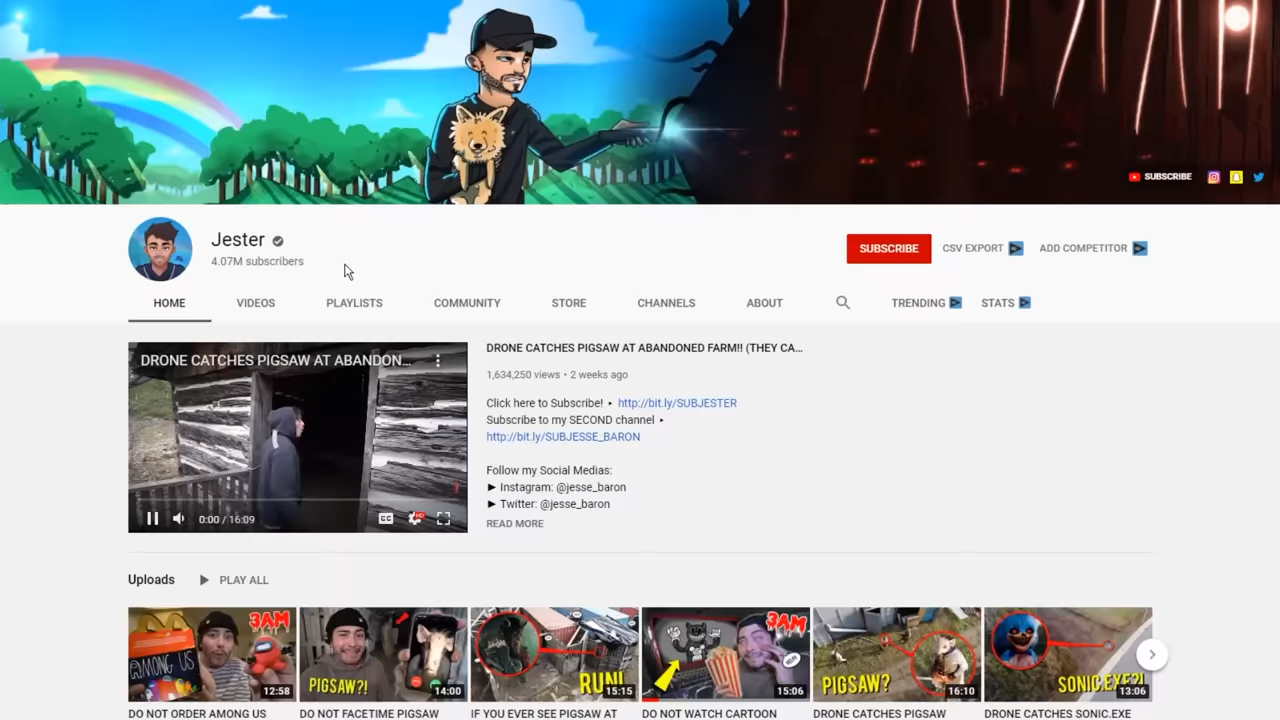 SUBSCRIBE
Jester
4.07M subscribers
SUBSCRIBE
CSV EXPORT
ADD COMPETITOR
HOME
VIDEOS
PLAYLISTS
COMMUNITY
STORE
CHANNELS
ABOUT
TRENDING
STATS
DRONE CATCHES PIGSAW AT ABANDON...
0:00 / 16:09
CC
HD
DRONE CATCHES PIGSAW AT ABANDONED FARM!! (THEY CA...
1,634,250 views • 2 weeks ago
Click here to Subscribe! ‣ http://bit.ly/SUBJESTER
Subscribe to my SECOND channel ‣
http://bit.ly/SUBJESSE_BARON
Follow my Social Medias:
► Instagram: @jesse_baron
► Twitter: @jesse_baron
READ MORE
Uploads
PLAY ALL
3AM
AMONG US
12:58
PIGSAW?!
14:00
RUN!
15:15
3AM
HELP!
15:06
PIGSAW?
16:10
SONIC.EXE?!
13:06
DO NOT ORDER AMONG US
DO NOT FACETIME PIGSAW
IF YOU EVER SEE PIGSAW AT
DO NOT WATCH CARTOON
DRONE CATCHES PIGSAW
DRONE CATCHES SONIC.EXE